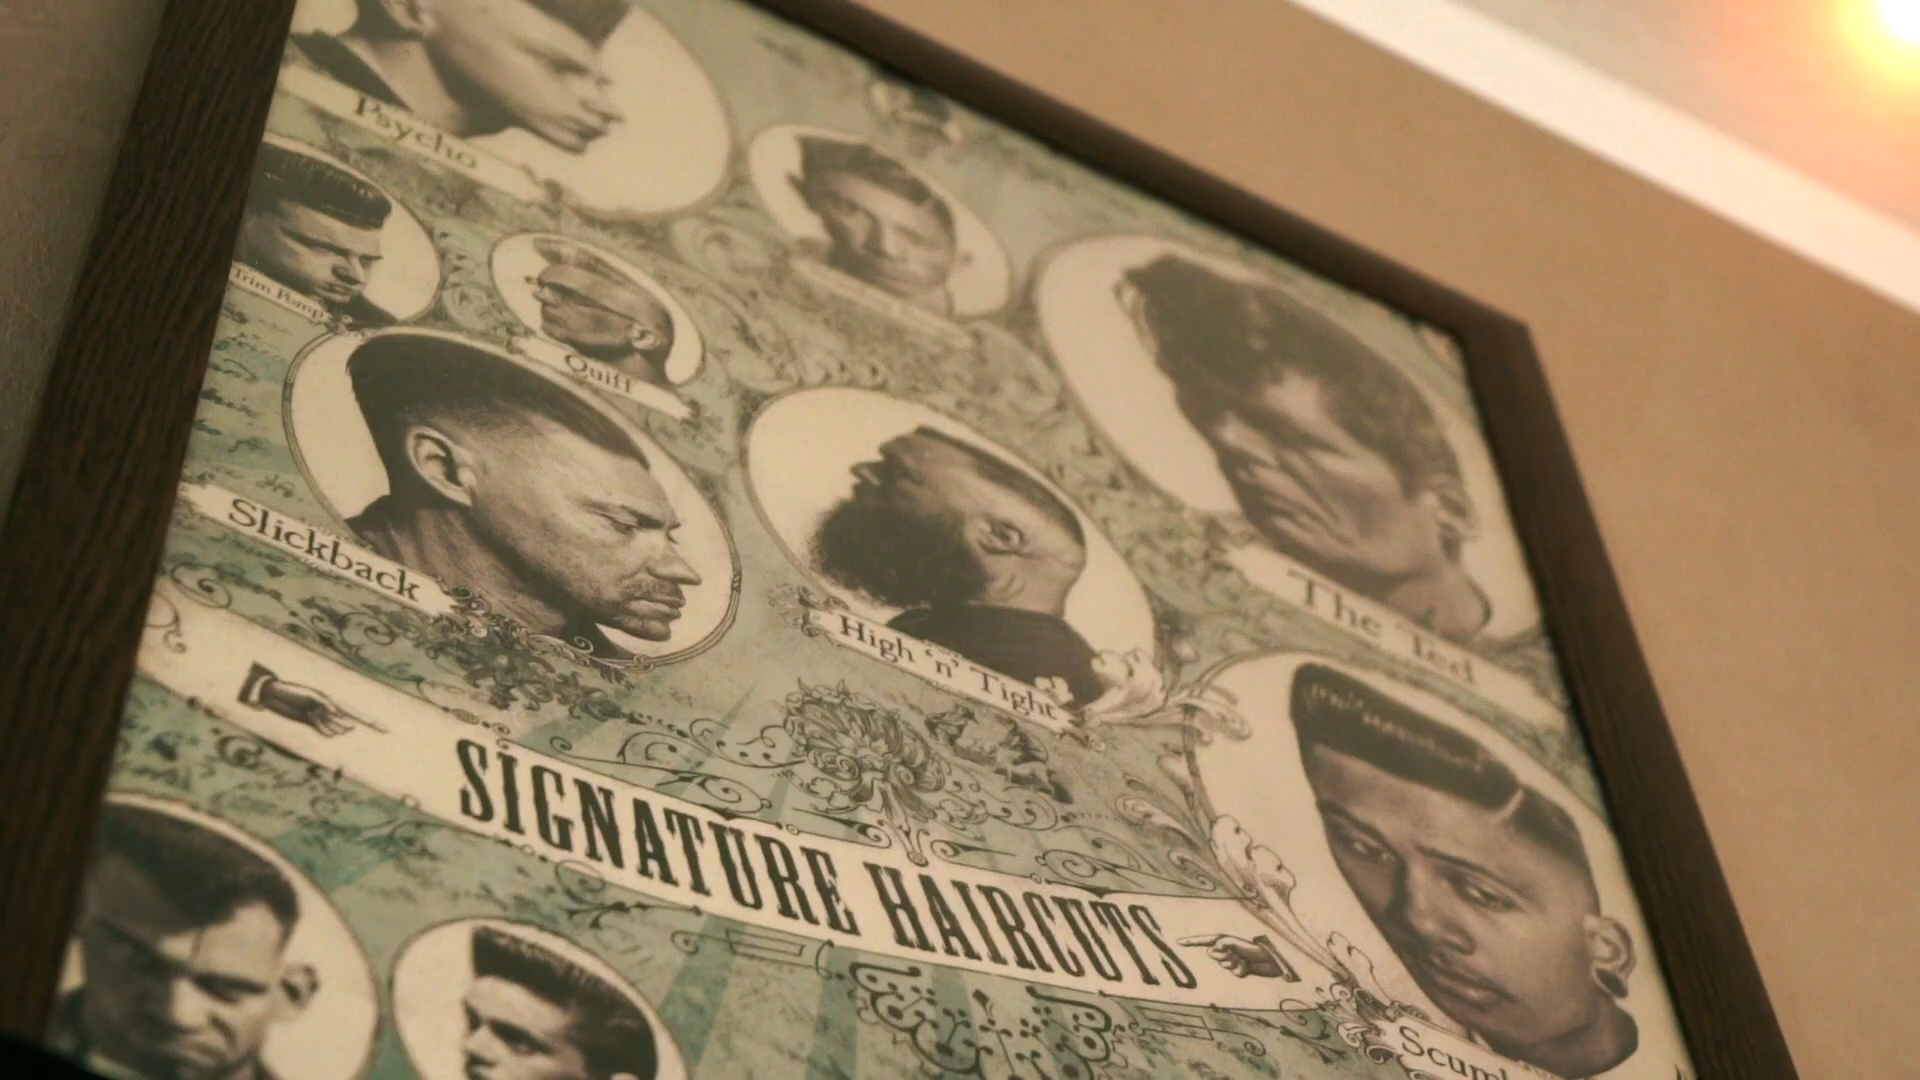 Psycho
Trim Pomp
Quiff
The Ted
Slickback
High 'n' Tight
SIGNATURE HAIRCUTS